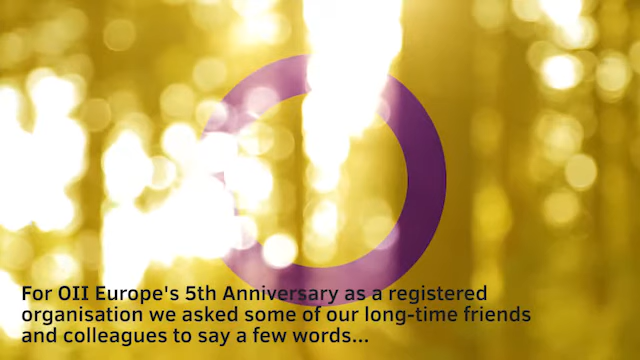 For OII Europe's 5th Anniversary as a registered
organisation we asked some of our long-time friends
and colleagues to say a few words...